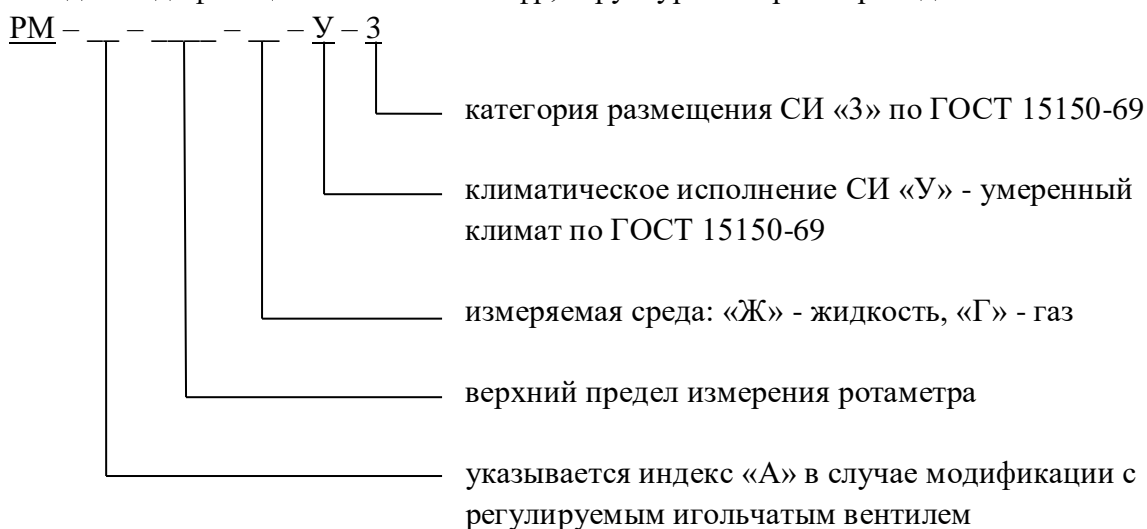 РМ – __ – ____ – __ – У – 3
категория размещения СИ «3» по ГОСТ 15150-69
климатическое исполнение СИ «У» - умеренный
климат по ГОСТ 15150-69
измеряемая среда: «Ж» - жидкость, «Г» - газ
верхний предел измерения ротаметра
указывается индекс «А» в случае модификации с
регулируемым игольчатым вентилем